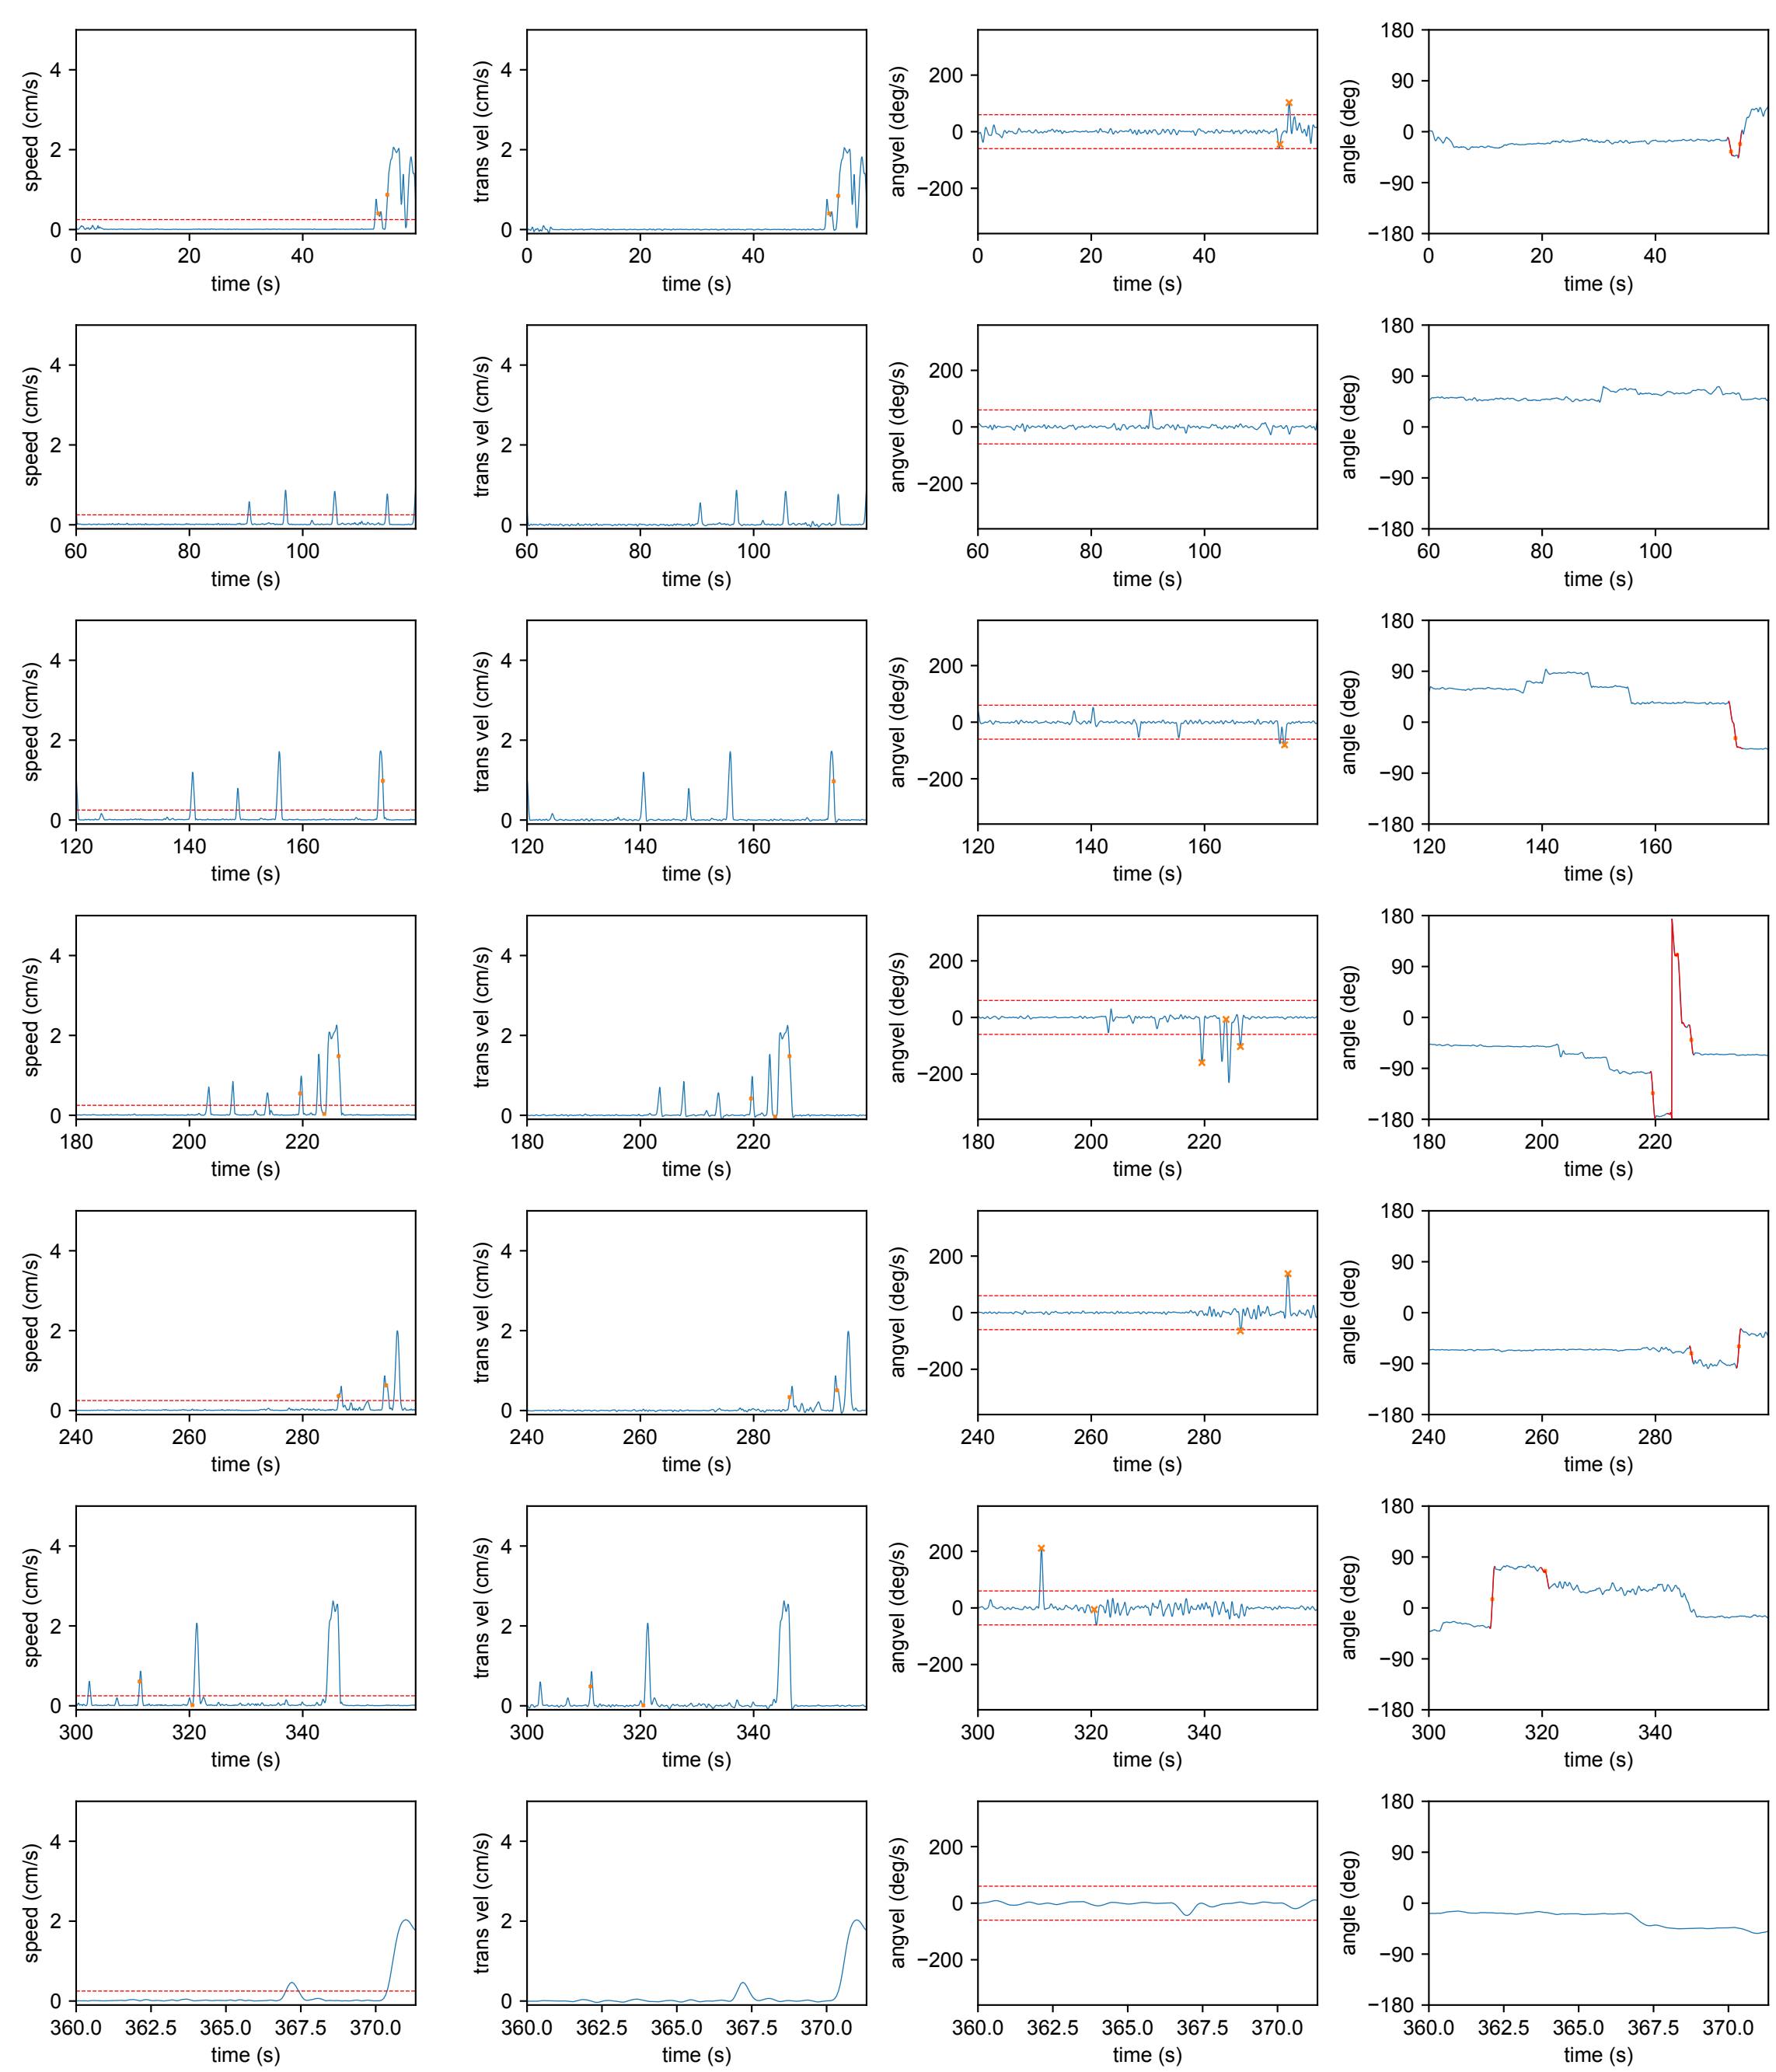 speed (cm/s) 4 2 0 0 20 40 time (s)
trans vel (cm/s) 4 2 0 0 20 40 time (s)
angvel (deg/s) 200 0 −200 0 20 40 time (s)
angle (deg) 180 90 0 −90 −180 0 20 40 time (s)
speed (cm/s) 4 2 0 60 80 100 time (s)
trans vel (cm/s) 4 2 0 60 80 100 time (s)
angvel (deg/s) 200 0 −200 60 80 100 time (s)
angle (deg) 180 90 0 −90 −180 60 80 100 time (s)
speed (cm/s) 4 2 0 120 140 160 time (s)
trans vel (cm/s) 4 2 0 120 140 160 time (s)
angvel (deg/s) 200 0 −200 120 140 160 time (s)
angle (deg) 180 90 0 −90 −180 120 140 160 time (s)
speed (cm/s) 4 2 0 180 200 220 time (s)
trans vel (cm/s) 4 2 0 180 200 220 time (s)
angvel (deg/s) 200 0 −200 180 200 220 time (s)
angle (deg) 180 90 0 −90 −180 180 200 220 time (s)
speed (cm/s) 4 2 0 240 260 280 time (s)
trans vel (cm/s) 4 2 0 240 260 280 time (s)
angvel (deg/s) 200 0 −200 240 260 280 time (s)
angle (deg) 180 90 0 −90 −180 240 260 280 time (s)
speed (cm/s) 4 2 0 300 320 340 time (s)
trans vel (cm/s) 4 2 0 300 320 340 time (s)
angvel (deg/s) 200 0 −200 300 320 340 time (s)
angle (deg) 180 90 0 −90 −180 300 320 340 time (s)
speed (cm/s) 4 2 0 360.0 362.5 365.0 367.5 370.0 time (s)
trans vel (cm/s) 4 2 0 360.0 362.5 365.0 367.5 370.0 time (s)
angvel (deg/s) 200 0 −200 360.0 362.5 365.0 367.5 370.0 time (s)
angle (deg) 180 90 0 −90 −180 360.0 362.5 365.0 367.5 370.0 time (s)